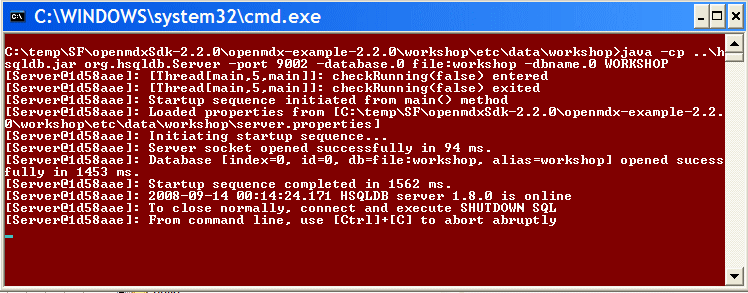 C:\WINDOWS\system32\cmd.exe
C:\temp\SF\openmdxSdk-2.2.0\openmdx-example-2.2.0\workshop\etc\data\workshop>java -cp ..\h
sqldb.jar org.hsqldb.Server -port 9002 -database.0 file:workshop -dbname.0 WORKSHOP
[Server@1d58aae]: [Thread[main,5,main]]: checkRunning(false) entered
[Server@1d58aae]: [Thread[main,5,main]]: checkRunning(false) exited
[Server@1d58aae]: Startup sequence initiated from main() method
[Server@1d58aae]: Loaded properties from [C:\temp\SF\openmdxSdk-2.2.0\openmdx-example-2.2.
0\workshop\etc\data\workshop\server.properties]
[Server@1d58aae]: Initiating startup sequence...
[Server@1d58aae]: Server socket opened successfully in 94 ms.
[Server@1d58aae]: Database [index=0, id=0, db=file:workshop, alias=workshop] opened sucess
fully in 1453 ms.
[Server@1d58aae]: Startup sequence completed in 1562 ms.
[Server@1d58aae]: 2008-09-14 00:14:24.171 HSQLDB server 1.8.0 is online
[Server@1d58aae]: To close normally, connect and execute SHUTDOWN SQL
[Server@1d58aae]: From command line, use [Ctrl]+[C] to abort abruptly